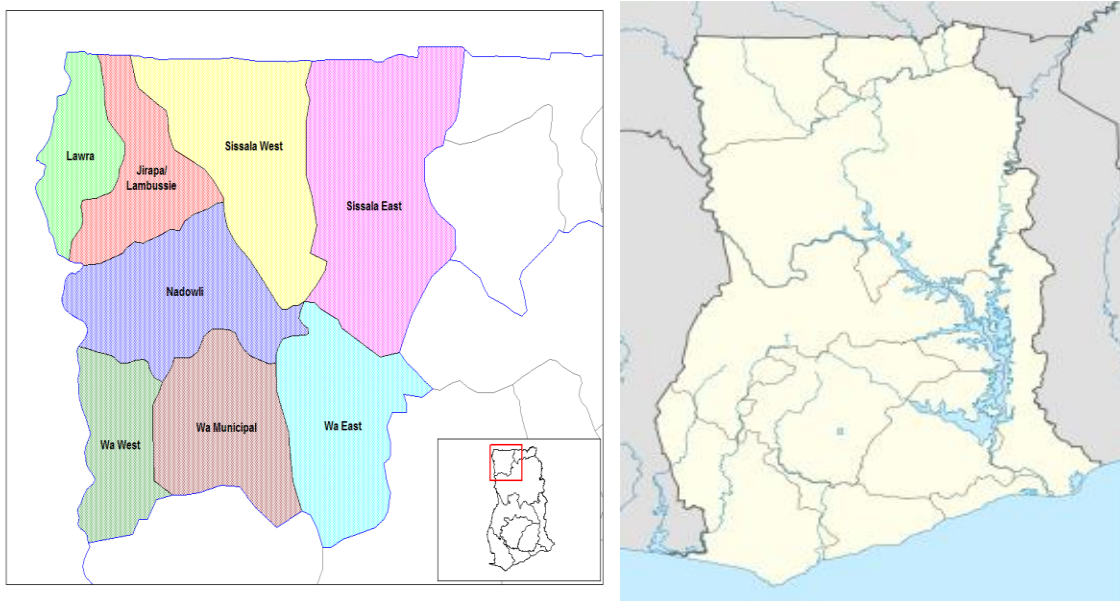 Lawra
Jirapa/
Lambussie
Sissala West
Sissala East
Nadowli
Wa West
Wa Municipal
Wa East